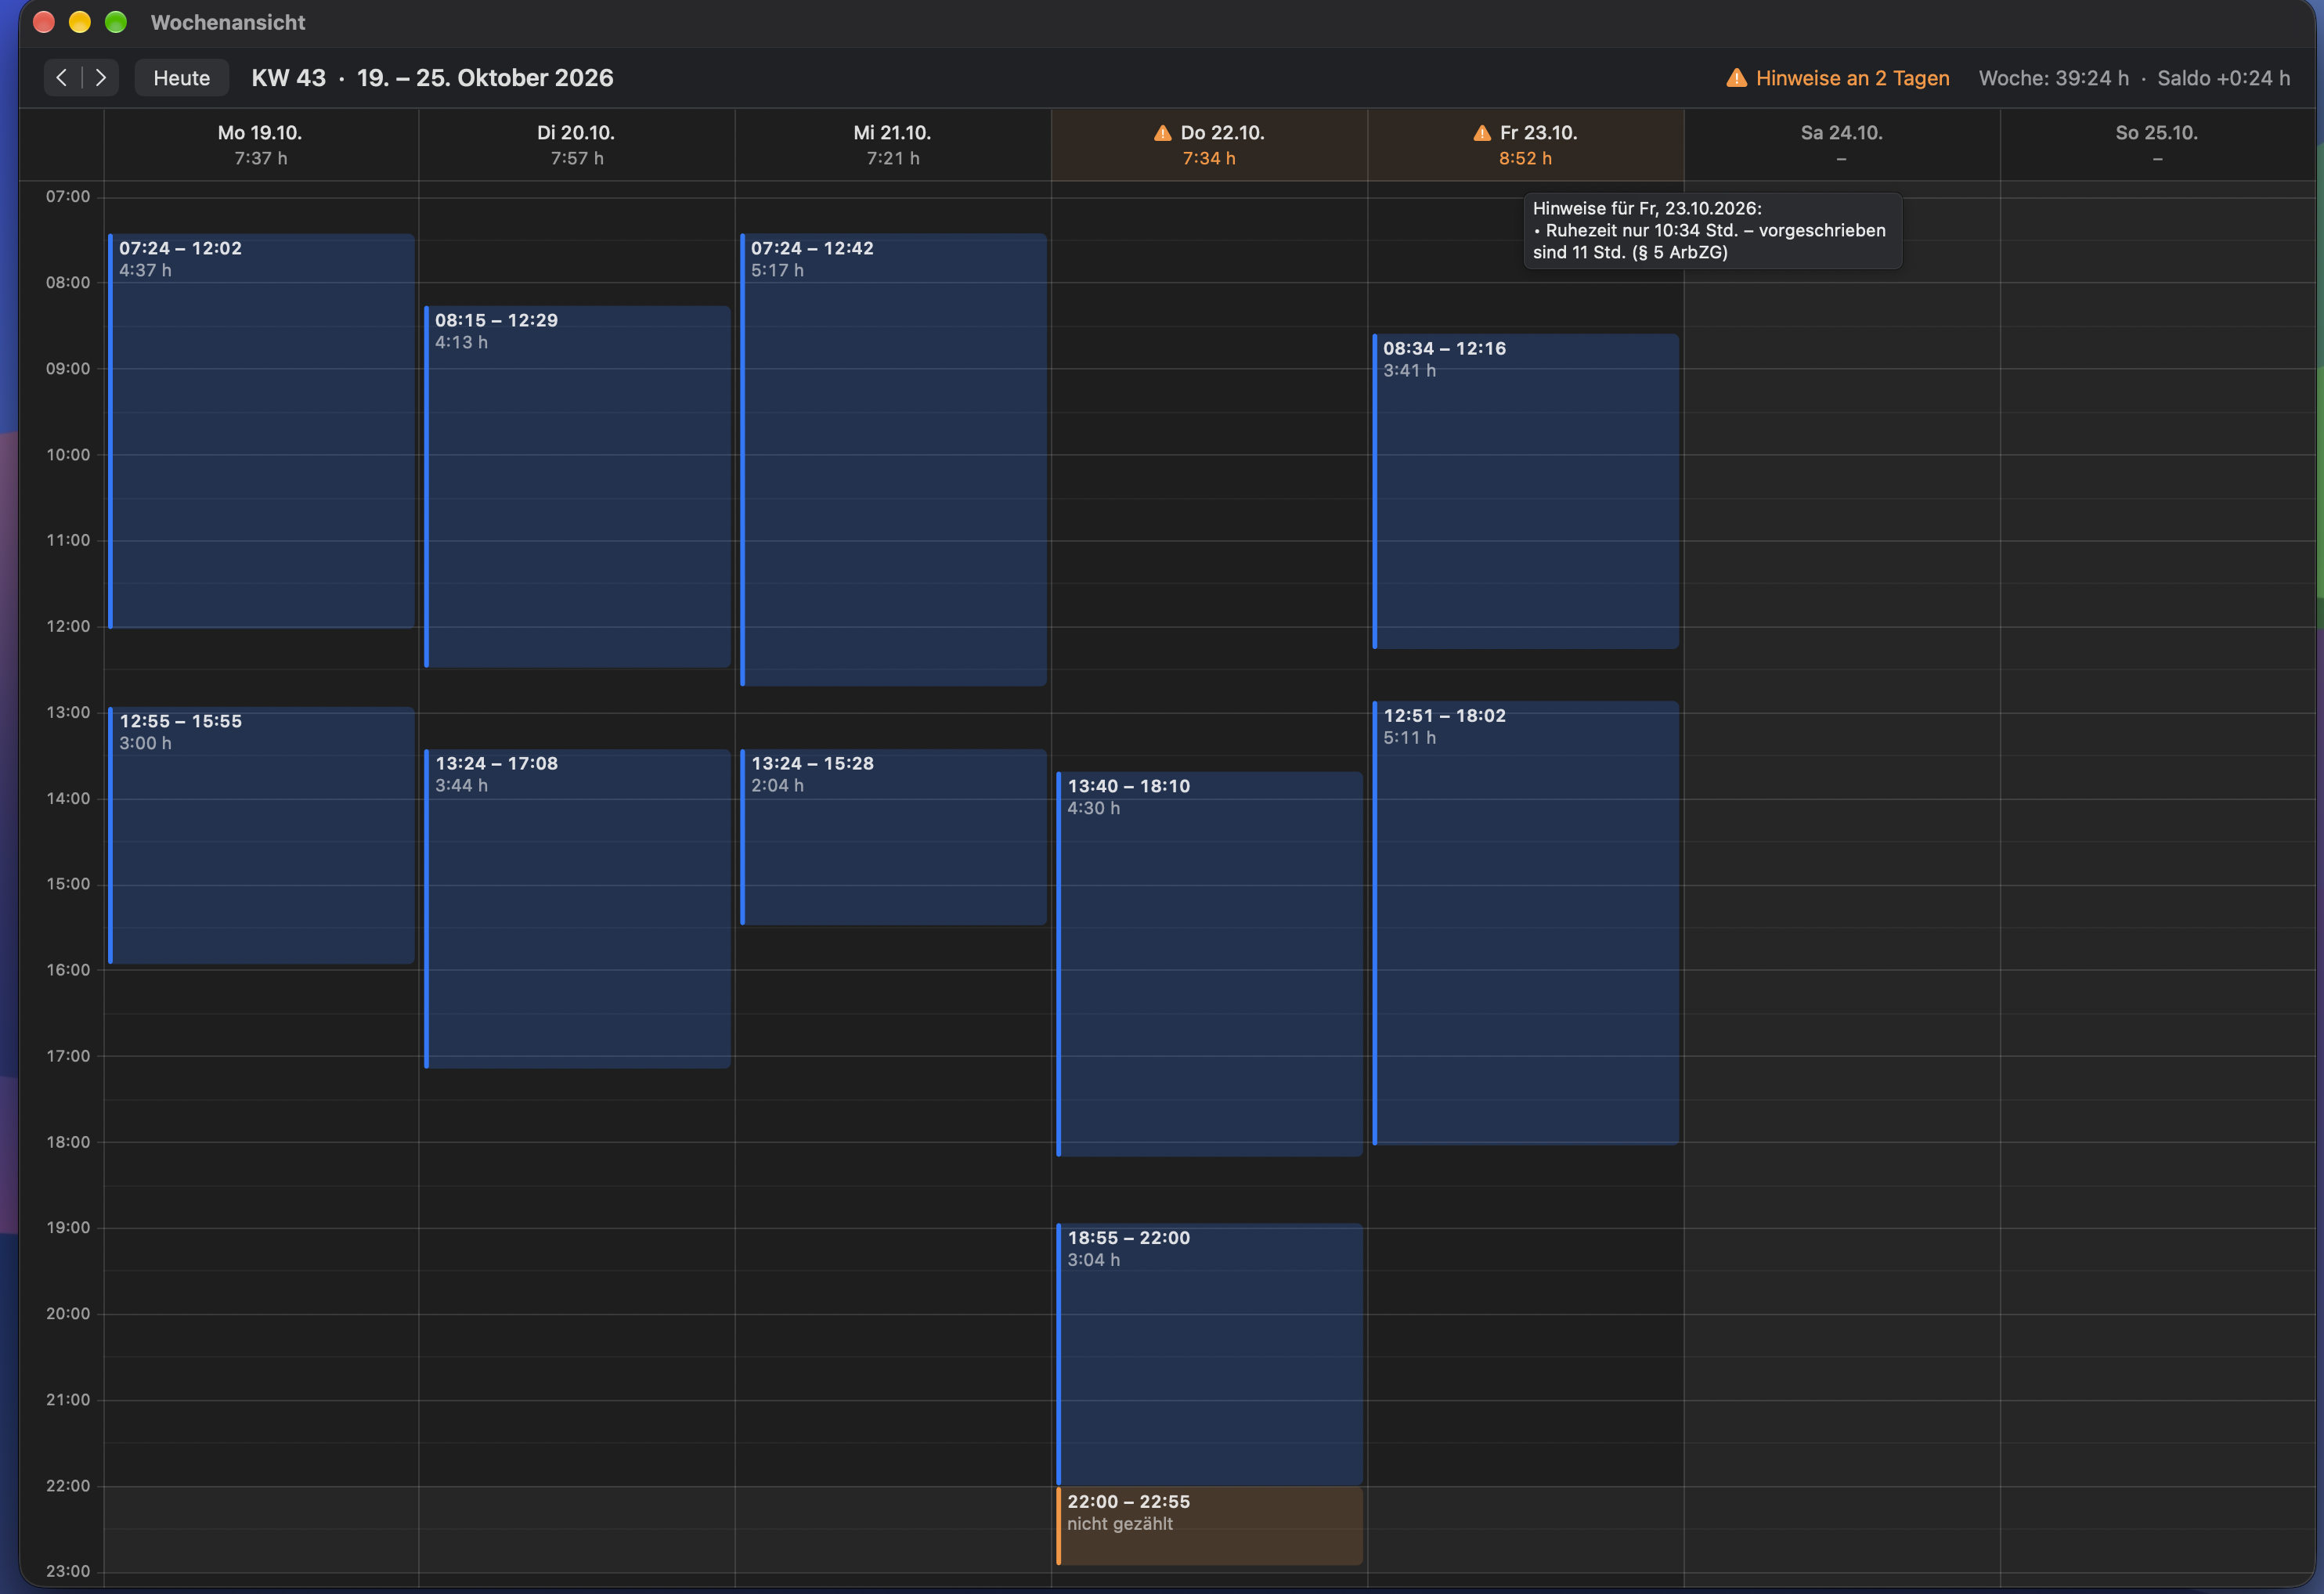 Wochenansicht
Heute
KW 43 · 19. – 25. Oktober 2026
Hinweise an 2 Tagen
Woche: 39:24 h · Saldo +0:24 h
Mo 19.10.
7:37 h
Di 20.10.
7:57 h
Mi 21.10.
7:21 h
Do 22.10.
7:34 h
Fr 23.10.
8:52 h
Sa 24.10.
–
So 25.10.
–
Hinweise für Fr, 23.10.2026:
• Ruhezeit nur 10:34 Std. – vorgeschrieben
sind 11 Std. (§ 5 ArbZG)
07:00
08:00
09:00
10:00
11:00
12:00
13:00
14:00
15:00
16:00
17:00
18:00
19:00
20:00
21:00
22:00
23:00
07:24 – 12:02
4:37 h
12:55 – 15:55
3:00 h
08:15 – 12:29
4:13 h
13:24 – 17:08
3:44 h
07:24 – 12:42
5:17 h
13:24 – 15:28
2:04 h
13:40 – 18:10
4:30 h
18:55 – 22:00
3:04 h
22:00 – 22:55
nicht gezählt
08:34 – 12:16
3:41 h
12:51 – 18:02
5:11 h